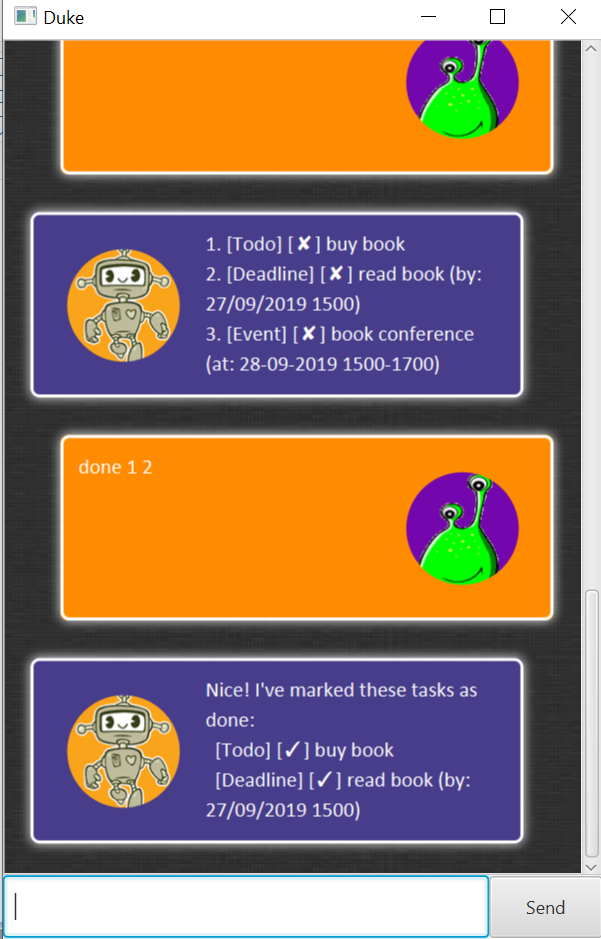 Duke
1. [Todo] [✘] buy book
2. [Deadline] [✘] read book (by:
27/09/2019 1500)
3. [Event] [✘] book conference
(at: 28-09-2019 1500-1700)
done 1 2
Nice! I've marked these tasks as
done:
[Todo] [✓] buy book
[Deadline] [✓] read book (by:
27/09/2019 1500)
Send